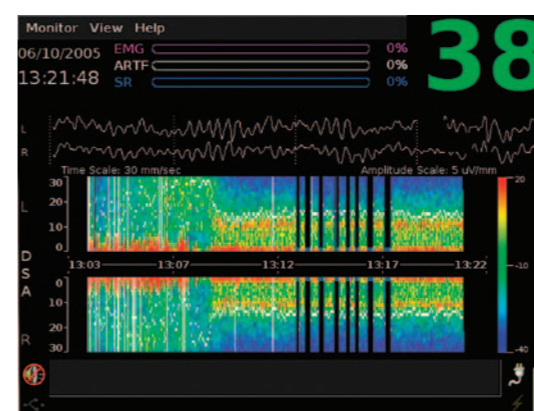 Monitor View Help
06/10/2005 EMG 0% 38
ARTF 0%
13:21:48 SR 0%
L
R
Time Scale: 30 mm/sec Amplitude Scale: 5 uV/mm
30 20
20
L
10
0
D 13:03 13:07 13:12 13:17 13:22 -10
S 0
A
10
20
R
30 -40